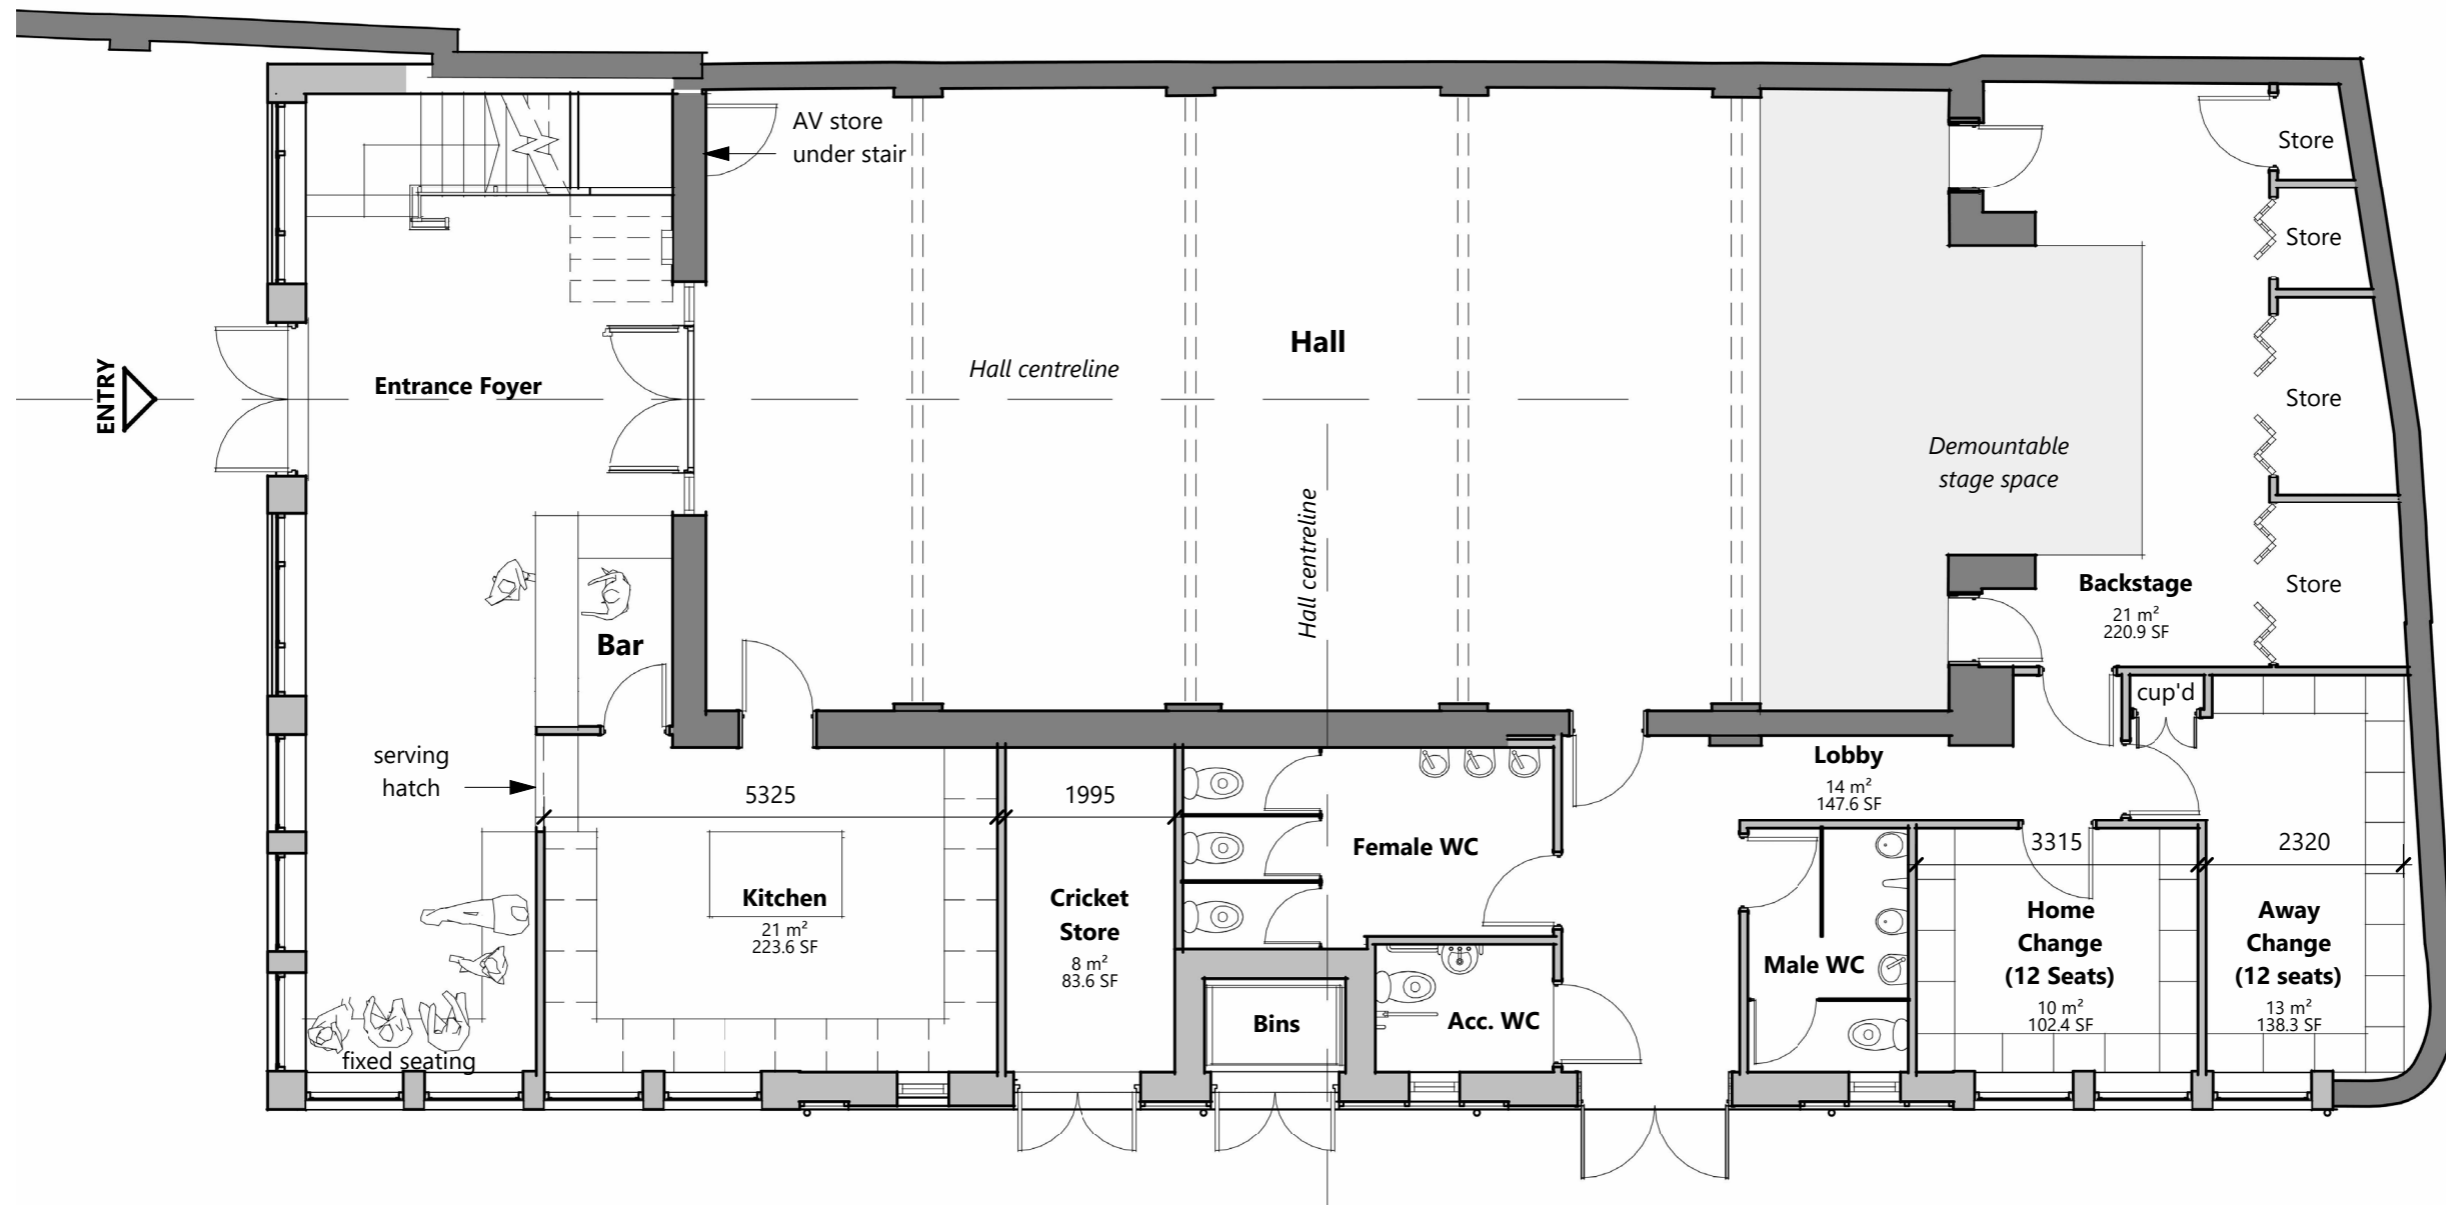 AV store
under stair
Store
Store
Hall
Hall centreline
Entrance Foyer
ENTRY
Store
Demountable
stage space
Hall centreline
Backstage
21 m²
220.9 SF
Store
Bar
cup'd
serving
hatch
Lobby
14 m²
147.6 SF
5325
1995
Female WC
3315
2320
Kitchen
21 m²
223.6 SF
Cricket
Store
8 m²
83.6 SF
Male WC
Home
Change
(12 Seats)
10 m²
102.4 SF
Away
Change
(12 seats)
13 m²
138.3 SF
Bins
Acc. WC
fixed seating